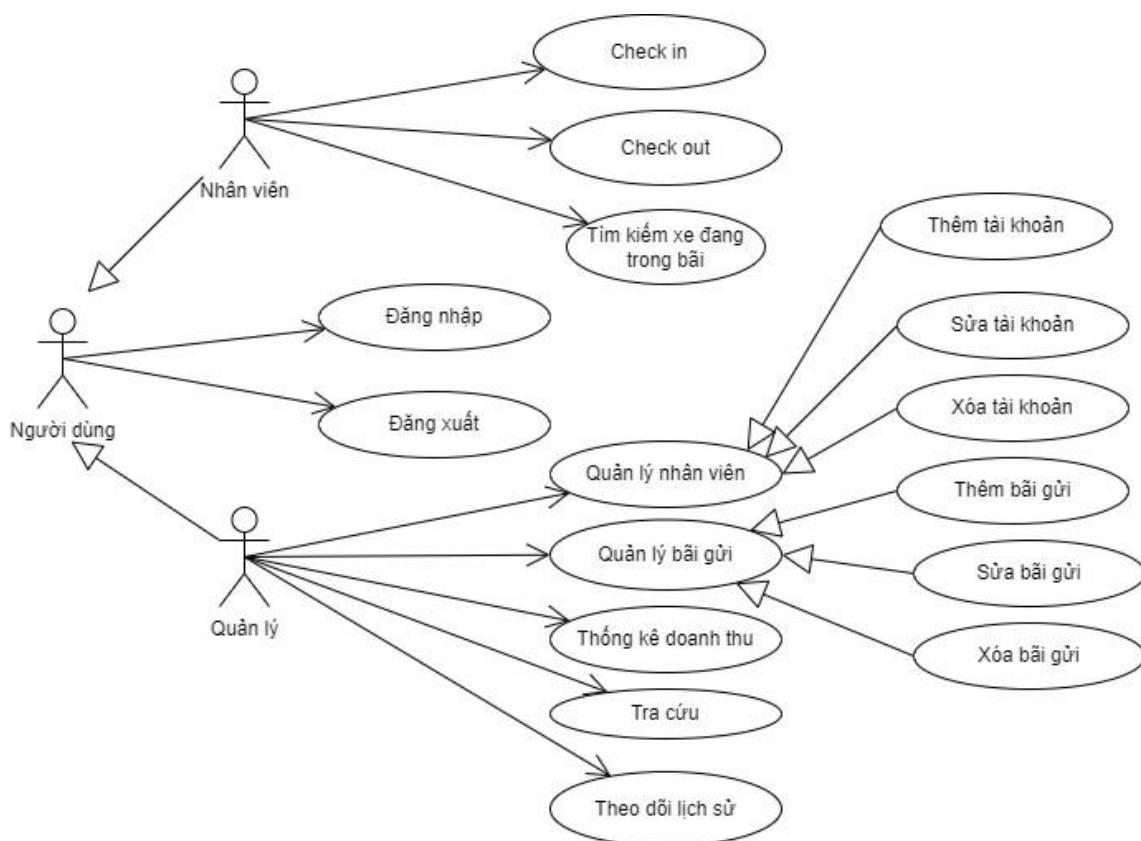 Check in
Check out
Nhân viên
Tìm kiếm xe đang
trong bãi
Thêm tài khoản
Đăng nhập
Sửa tài khoản
Người dùng
Đăng xuất
Xóa tài khoản
Quản lý nhân viên
Thêm bãi gửi
Quản lý bãi gửi
Sửa bãi gửi
Quản lý
Thống kê doanh thu
Xóa bãi gửi
Tra cứu
Theo dõi lịch sử